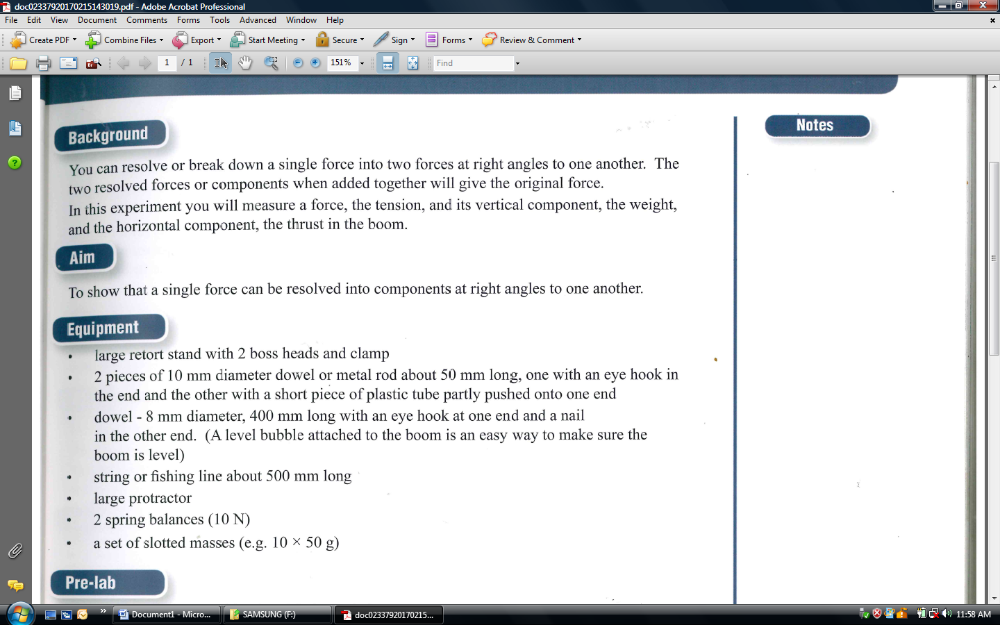 doc02337920170215143019.pdf - Adobe Acrobat Professional
File Edit View Document Comments Forms Tools Advanced Window Help
Create PDF Combine Files Export Start Meeting Secure Sign Forms Review & Comment
Br 1 / 1 151% Find
Background
Notes
You can resolve or break down a single force into two forces at right angles to one another. The
two resolved forces or components when added together will give the original force.
In this experiment you will measure a force, the tension, and its vertical component, the weight,
and the horizontal component, the thrust in the boom.
Aim
To show that a single force can be resolved into components at right angles to one another.
Equipment
• large retort stand with 2 boss heads and clamp
• 2 pieces of 10 mm diameter dowel or metal rod about 50 mm long, one with an eye hook in
the end and the other with a short piece of plastic tube partly pushed onto one end
• dowel - 8 mm diameter, 400 mm long with an eye hook at one end and a nail
in the other end. (A level bubble attached to the boom is an easy way to make sure the
boom is level)
• string or fishing line about 500 mm long
• large protractor
• 2 spring balances (10 N)
• a set of slotted masses (e.g. 10 × 50 g)
Pre-lab
Document1 - Micro... SAMSUNG (F:) doc02337920170215... 11:58 AM